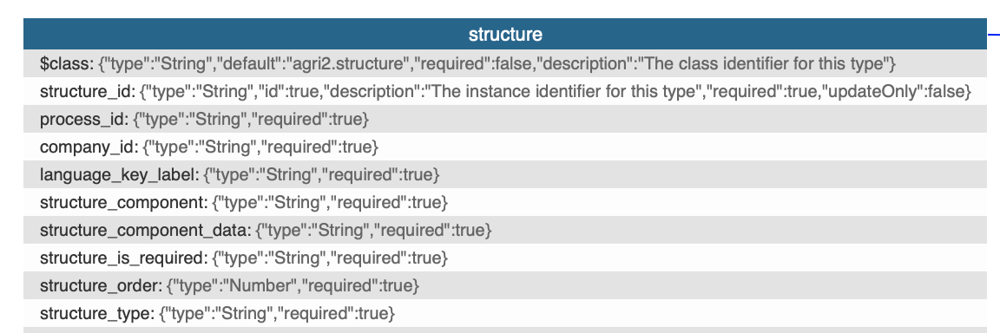 structure
$class: {"type":"String","default":"agri2.structure","required":false,"description":"The class identifier for this type"}
structure_id: {"type":"String","id":true,"description":"The instance identifier for this type","required":true,"updateOnly":false}
process_id: {"type":"String","required":true}
company_id: {"type":"String","required":true}
language_key_label: {"type":"String","required":true}
structure_component: {"type":"String","required":true}
structure_component_data: {"type":"String","required":true}
structure_is_required: {"type":"String","required":true}
structure_order: {"type":"Number","required":true}
structure_type: {"type":"String","required":true}